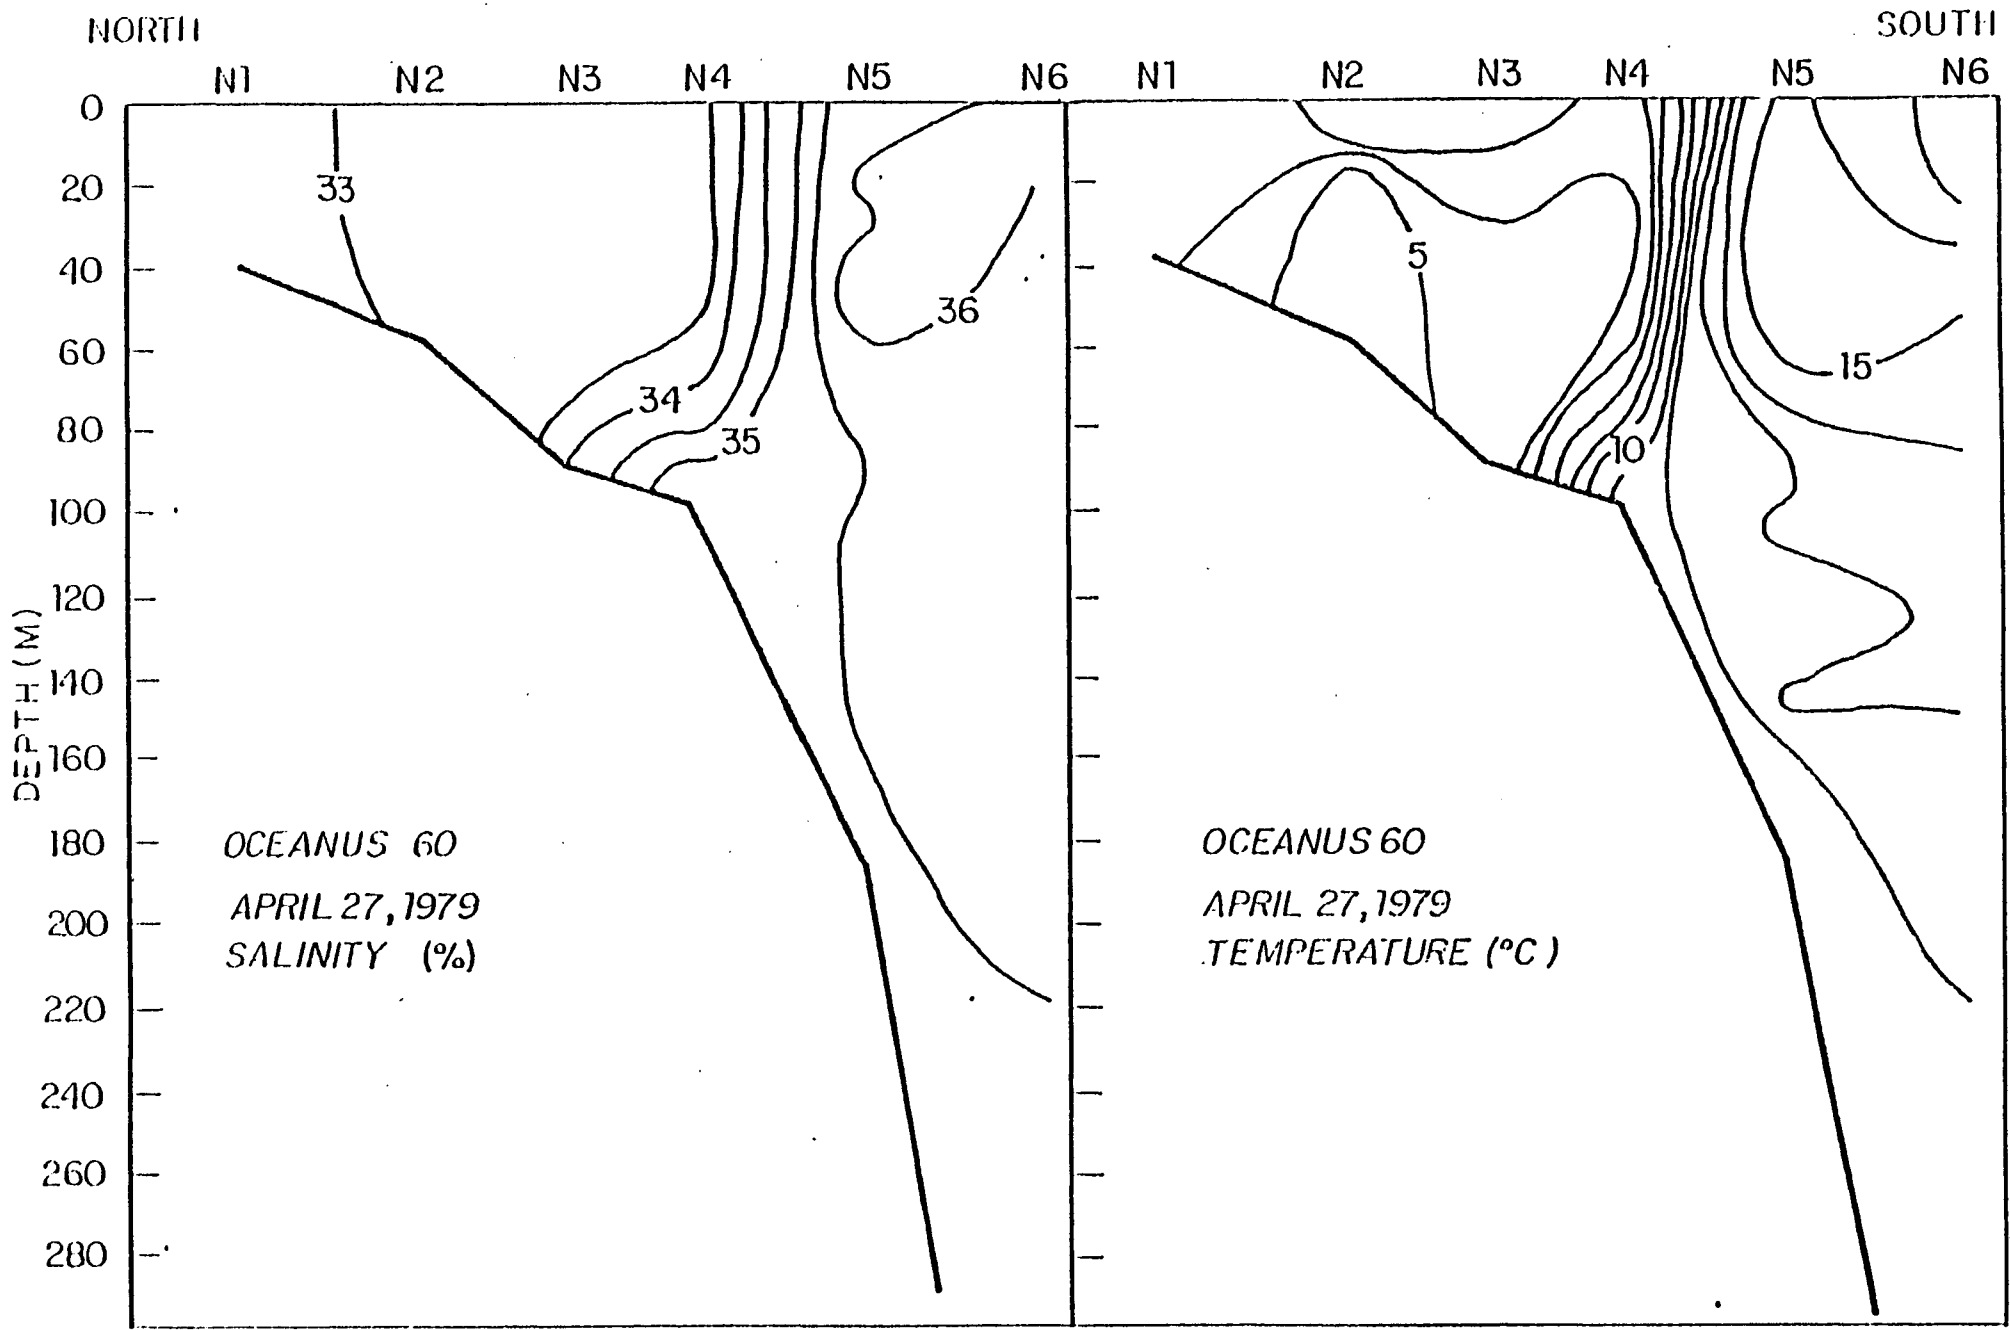 NORTH
SOUTH
N1 N2 N3 N4 N5 N6 N1 N2 N3 N4 N5 N6
0
20
40
60
80
100
120
140
160
180
200
220
240
260
280
DEPTH (M)
33
34
35
36
5
10
15
OCEANUS 60
APRIL 27, 1979
SALINITY (%)
OCEANUS 60
APRIL 27, 1979
TEMPERATURE (°C)